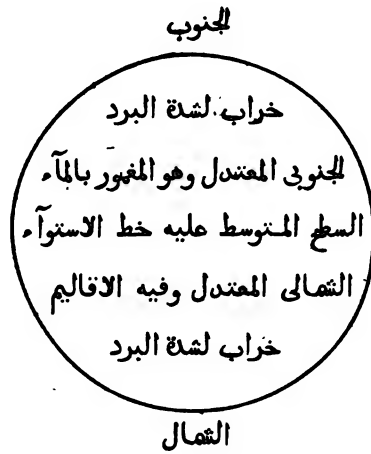 الجنوب
خراب لشدة البرد
الجنوبى المعتدل وهو المغمور بالمآء
السطح المتوسط عليه خط الاستوآء
الشمالى المعتدل وفيه الاقاليم
خراب لشدة البرد
الشمال